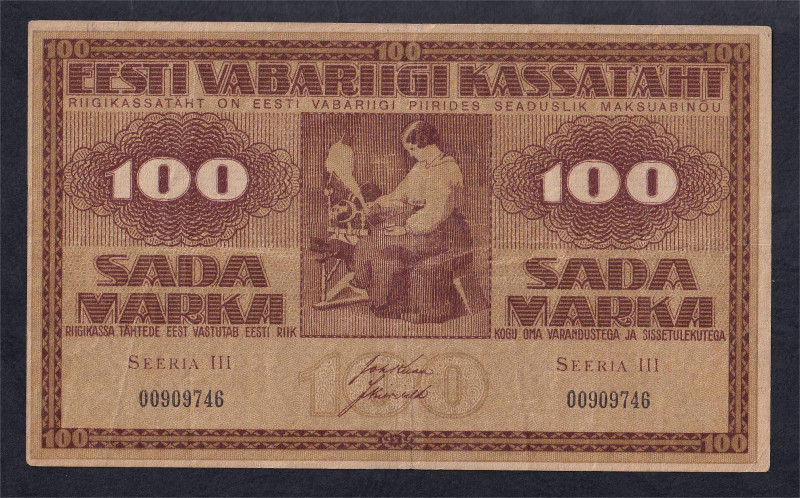 100 100 100
EESTI VABARIIGI KASSATÄHT
RIIGIKASSATÄHT ON EESTI VABARIIGI PIIRIDES SEADUSLIK MAKSUABINÕU
100 100
SADA MARKA
SADA MARKA
RIIGIKASSA TÄHTEDE EEST VASTUTAB EESTI RIIK
KOGU OMA VARANDUSTEGA JA SISSETULEKUTEGA
SEERIA III
00909746
100
SEERIA III
00909746
100 100